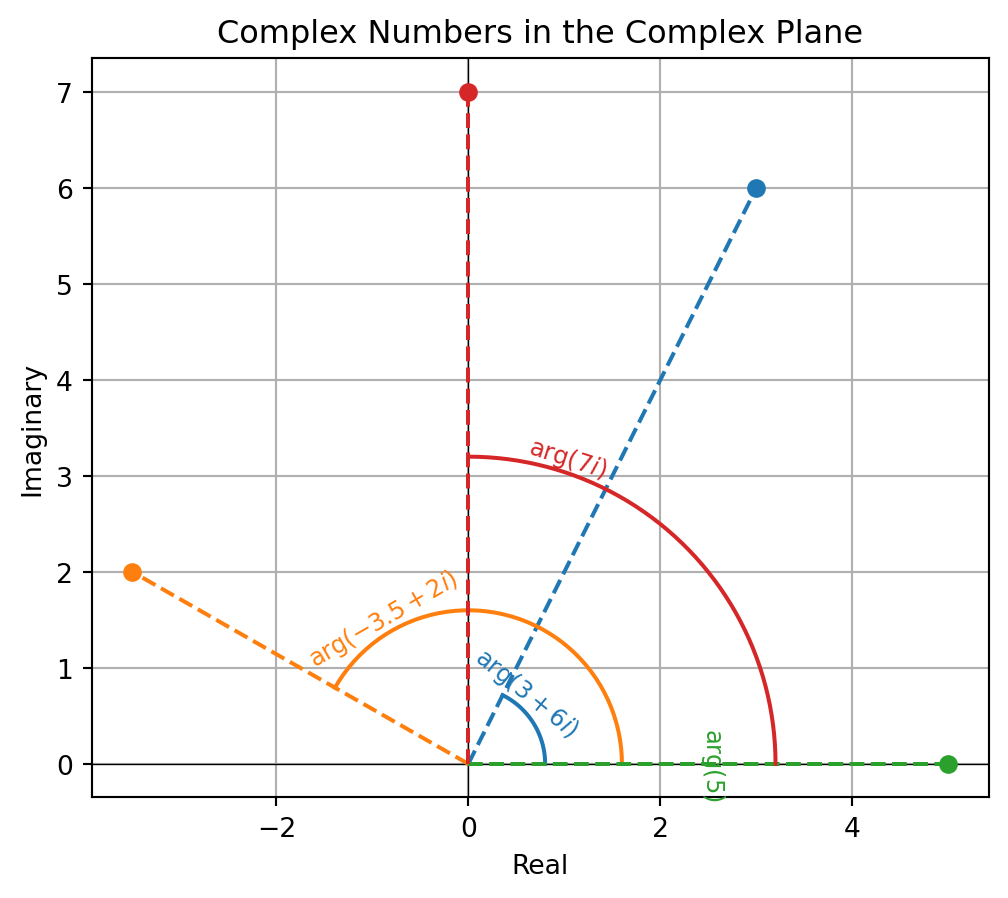 Complex Numbers in the Complex Plane
7
6
5
4
3
2
1
0
Imaginary
arg(7i)
arg(−3.5 + 2i)
arg(3 + 6i)
arg(5)
−2
0
2
4
Real